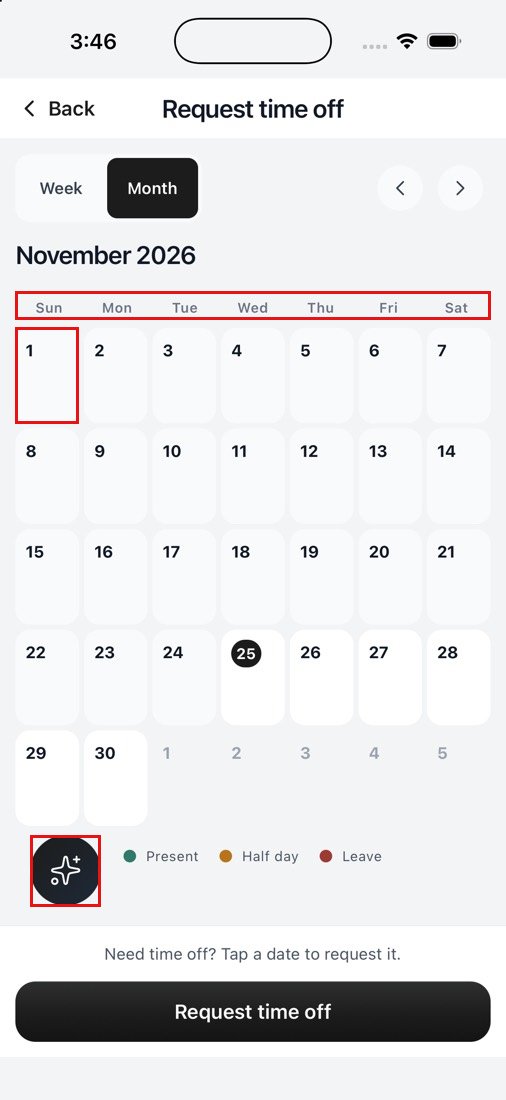 3:46
Back
Request time off
Week Month
November 2026
Sun Mon Tue Wed Thu Fri Sat
1 2 3 4 5 6 7
8 9 10 11 12 13 14
15 16 17 18 19 20 21
22 23 24 25 26 27 28
29 30 1 2 3 4 5
Present Half day Leave
Need time off? Tap a date to request it.
Request time off